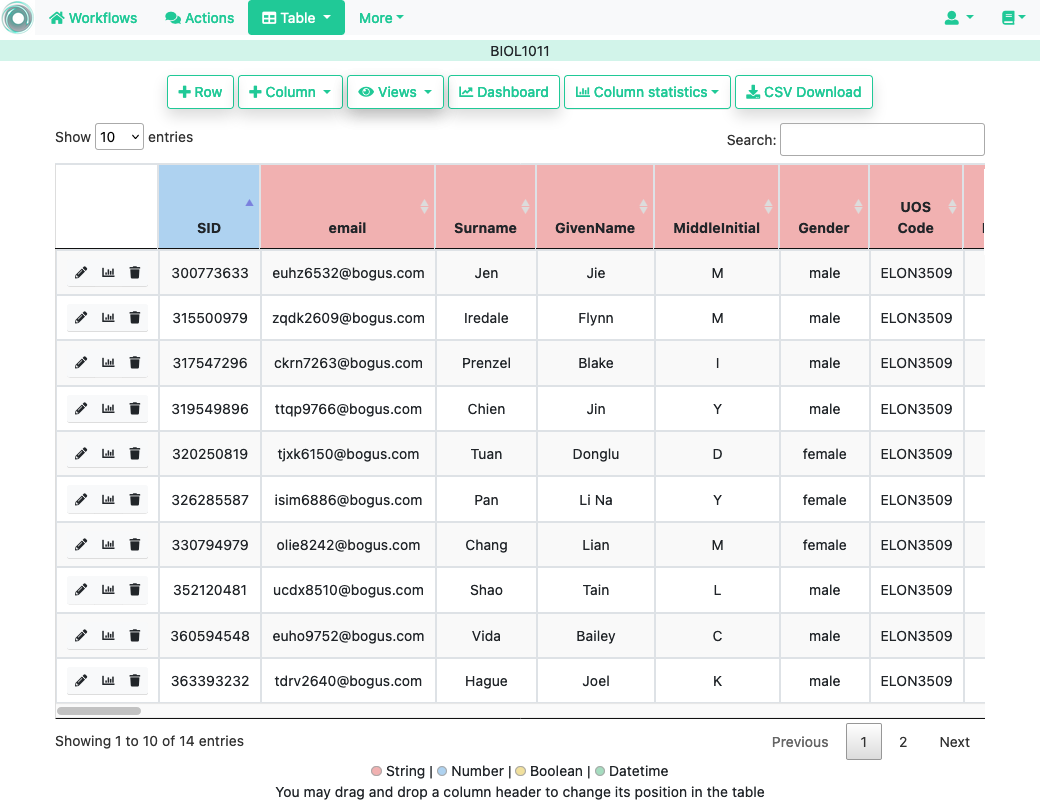 Workflows Actions Table More
BIOL1011
Row Column Views Dashboard Column statistics CSV Download
Show 10 entries Search:
SID email Surname GivenName MiddleInitial Gender UOS Code
300773633 euhz6532@bogus.com Jen Jie M male ELON3509
315500979 zqdk2609@bogus.com Iredale Flynn M male ELON3509
317547296 ckrn7263@bogus.com Prenzel Blake I male ELON3509
319549896 ttqp9766@bogus.com Chien Jin Y male ELON3509
320250819 tjxk6150@bogus.com Tuan Donglu D female ELON3509
326285587 isim6886@bogus.com Pan Li Na Y female ELON3509
330794979 olie8242@bogus.com Chang Lian M female ELON3509
352120481 ucdx8510@bogus.com Shao Tain L male ELON3509
360594548 euho9752@bogus.com Vida Bailey C male ELON3509
363393232 tdrv2640@bogus.com Hague Joel K male ELON3509
Showing 1 to 10 of 14 entries Previous 1 2 Next
String | Number | Boolean | Datetime
You may drag and drop a column header to change its position in the table